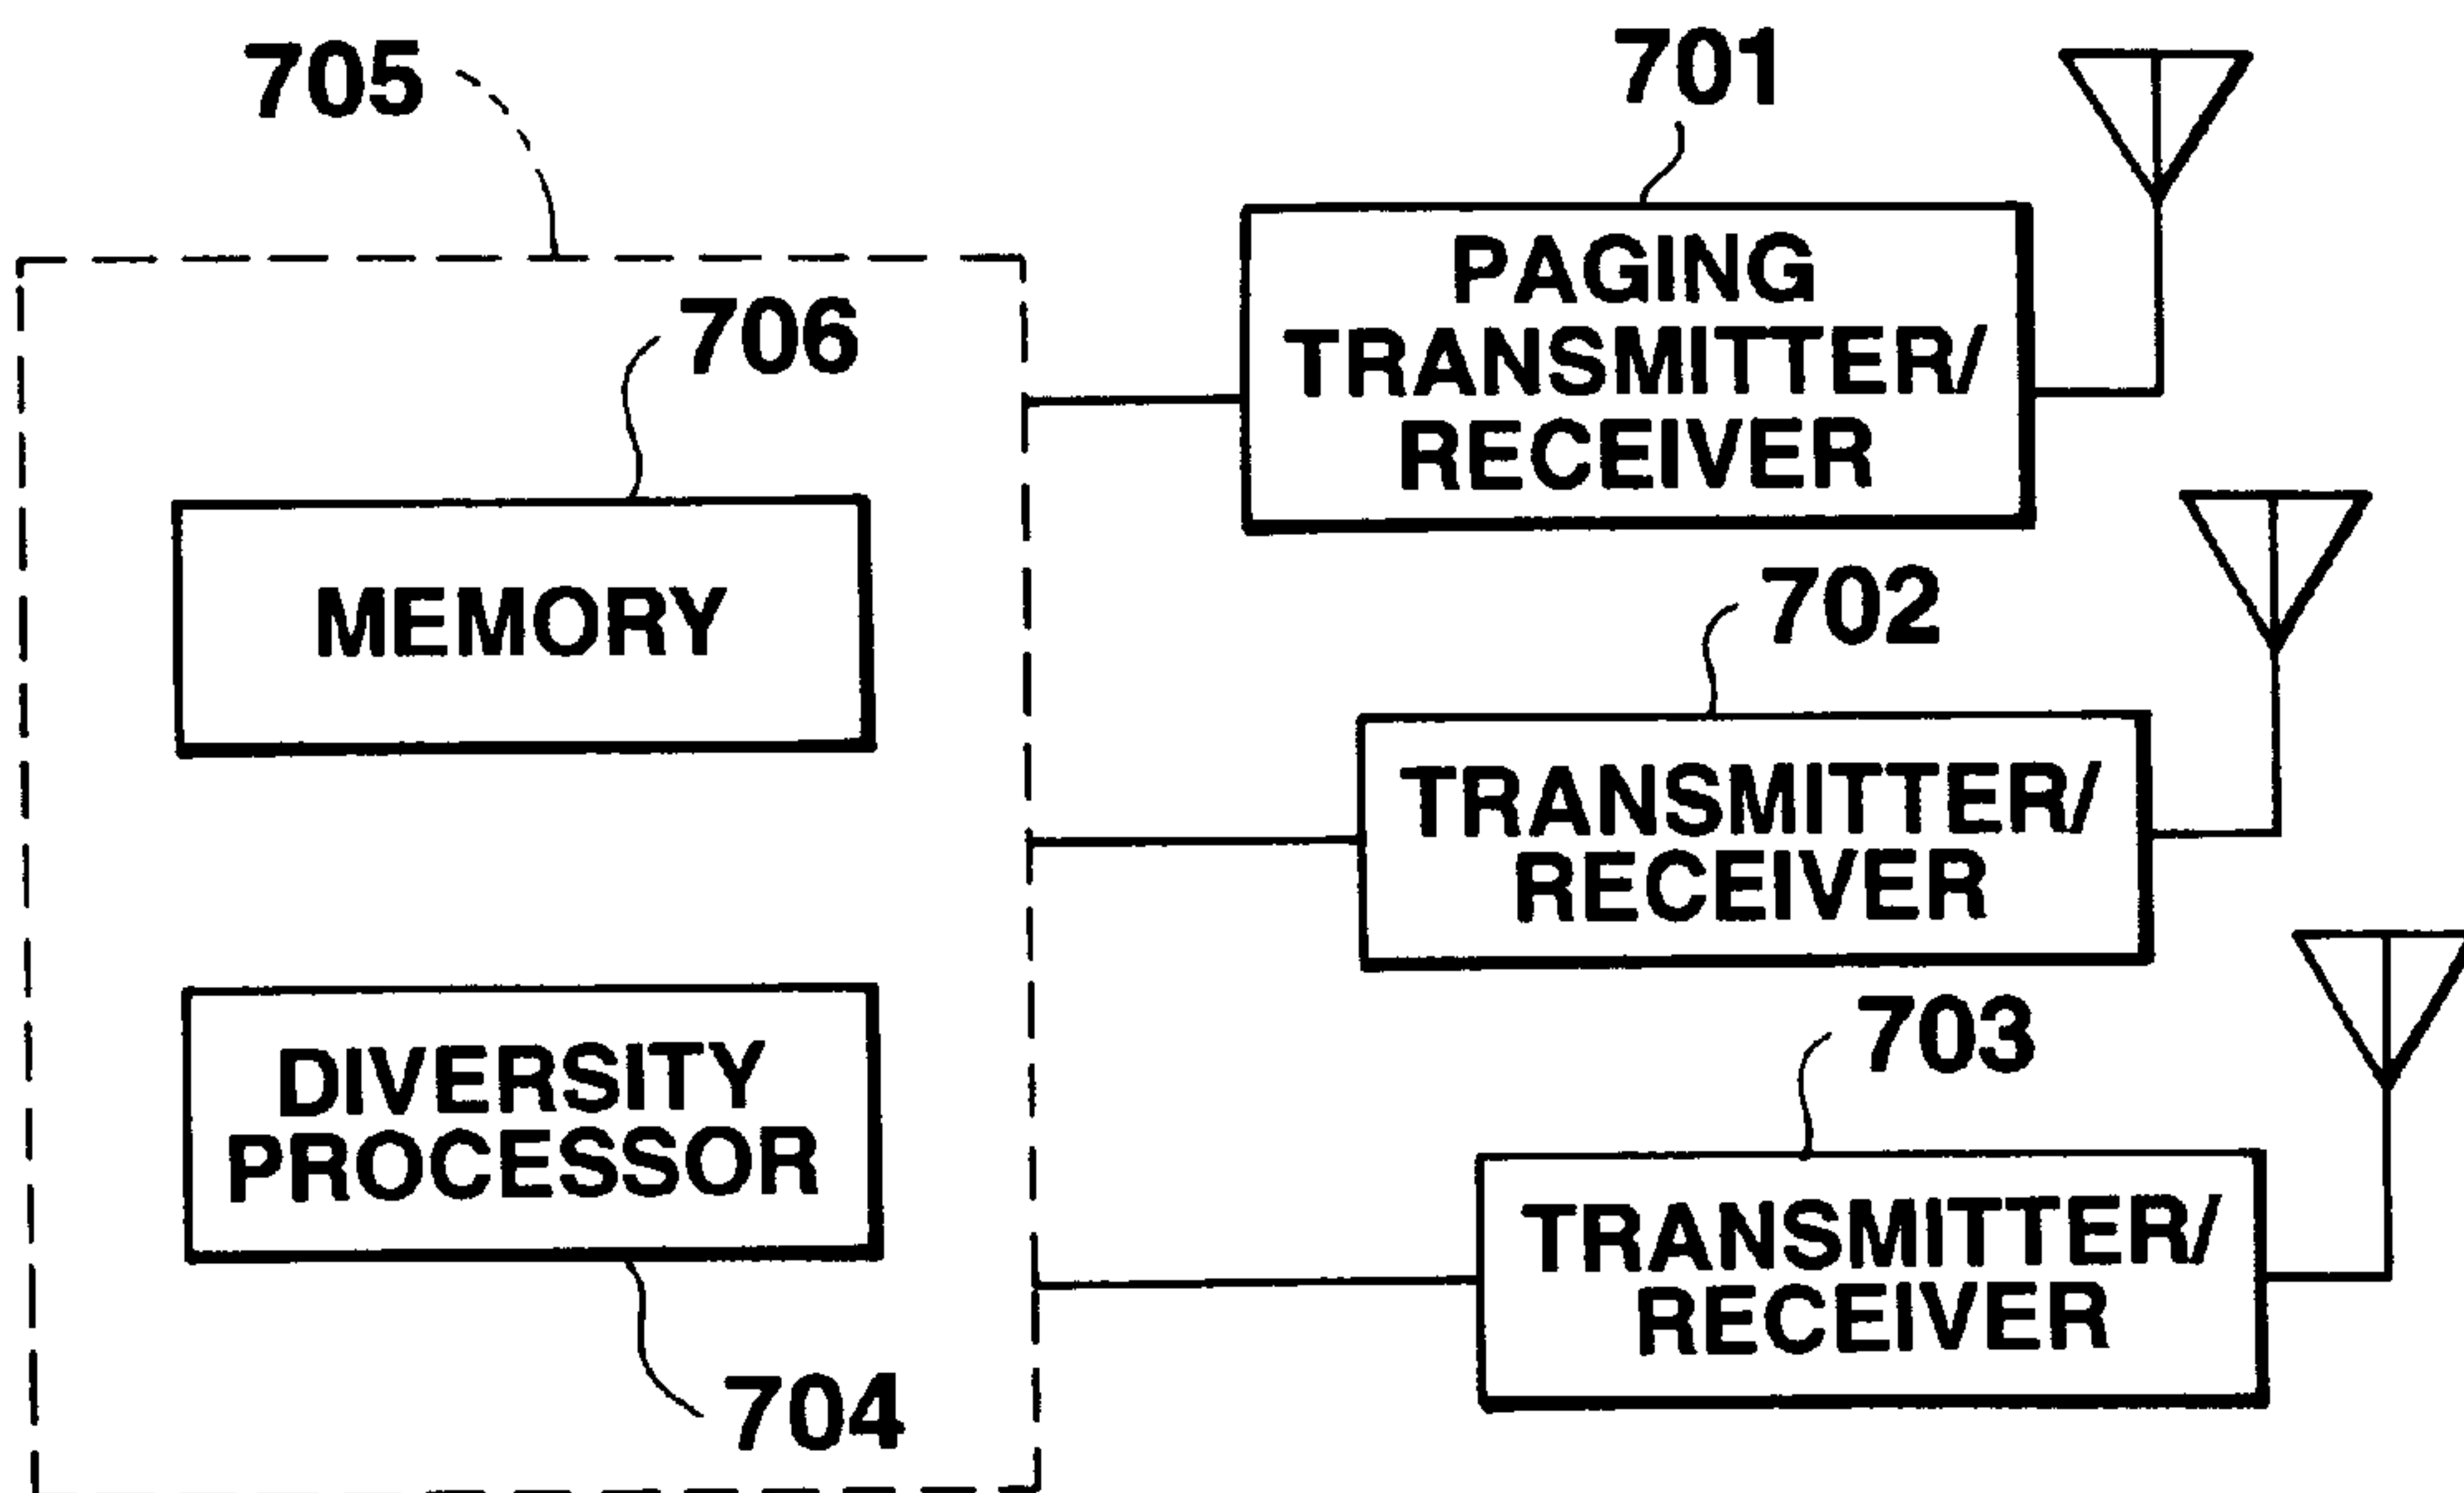 705
701
PAGING
TRANSMITTER/
RECEIVER
706
MEMORY
702
TRANSMITTER/
RECEIVER
DIVERSITY
PROCESSOR
703
TRANSMITTER/
RECEIVER
704